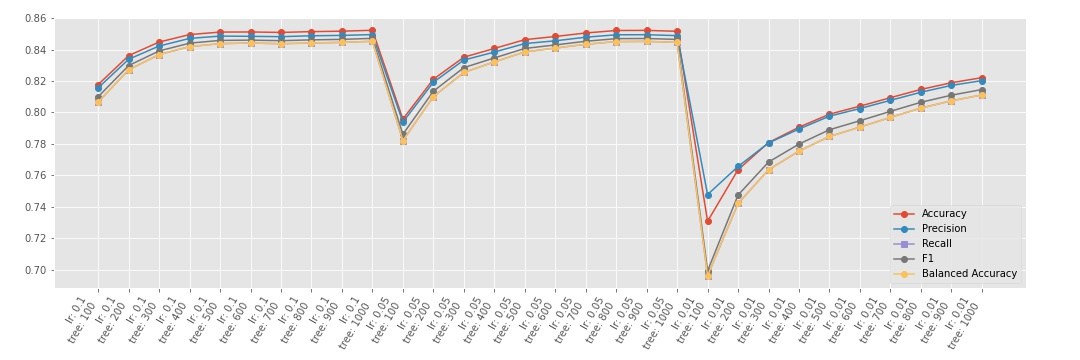 0.86
0.84
0.82
0.80
0.78
0.76
0.74
0.72
0.70
Accuracy
Precision
Recall
F1
Balanced Accuracy
lr: 0.1
tree: 100
lr: 0.1
tree: 200
lr: 0.1
tree: 300
lr: 0.1
tree: 400
lr: 0.1
tree: 500
lr: 0.1
tree: 600
lr: 0.1
tree: 700
lr: 0.1
tree: 800
lr: 0.1
tree: 900
lr: 0.1
tree: 1000
lr: 0.05
tree: 100
lr: 0.05
tree: 200
lr: 0.05
tree: 300
lr: 0.05
tree: 400
lr: 0.05
tree: 500
lr: 0.05
tree: 600
lr: 0.05
tree: 700
lr: 0.05
tree: 800
lr: 0.05
tree: 900
lr: 0.05
tree: 1000
lr: 0.01
tree: 100
lr: 0.01
tree: 200
lr: 0.01
tree: 300
lr: 0.01
tree: 400
lr: 0.01
tree: 500
lr: 0.01
tree: 600
lr: 0.01
tree: 700
lr: 0.01
tree: 800
lr: 0.01
tree: 900
lr: 0.01
tree: 1000